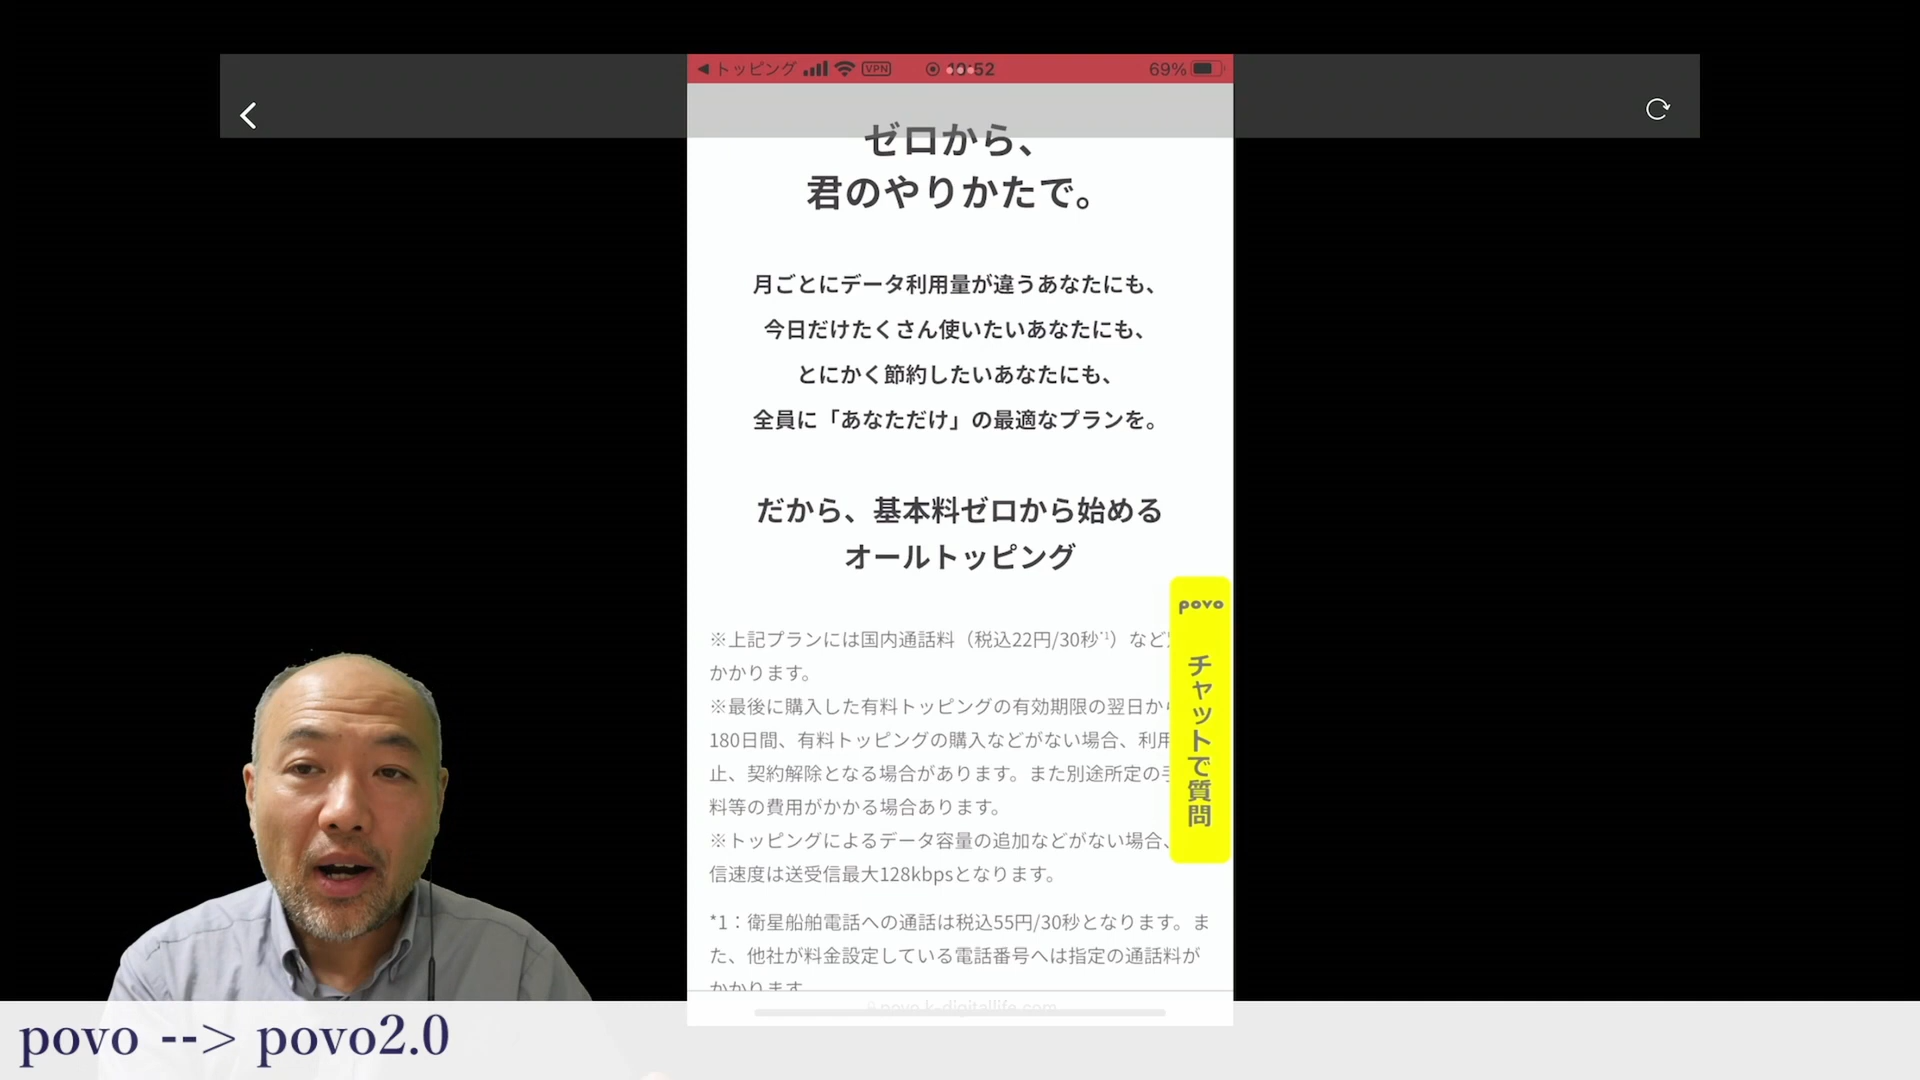 ◀ トッピング VPN 10:52 69%
ゼロから、
君のやりかたで。
月ごとにデータ利用量が違うあなたにも、
今日だけたくさん使いたいあなたにも、
とにかく節約したいあなたにも、
全員に「あなただけ」の最適なプランを。
だから、基本料ゼロから始める
オールトッピング
※上記プランには国内通話料（税込22円/30秒*1）など
かかります。
※最後に購入した有料トッピングの有効期限の翌日か
180日間、有料トッピングの購入などがない場合、利用
止、契約解除となる場合があります。また別途所定の
料等の費用がかかる場合あります。
※トッピングによるデータ容量の追加などがない場合、
信速度は送受信最大128kbpsとなります。
*1：衛星船舶電話への通話は税込55円/30秒となります。ま
た、他社が料金設定している電話番号へは指定の通話料が
かかります
povo
チャットで質問
povo.k-digitallife.com
povo --> povo2.0